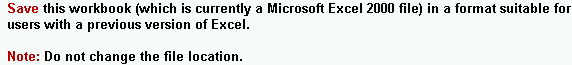 Save this workbook (which is currently a Microsoft Excel 2000 file) in a format suitable for
users with a previous version of Excel.
Note: Do not change the file location.